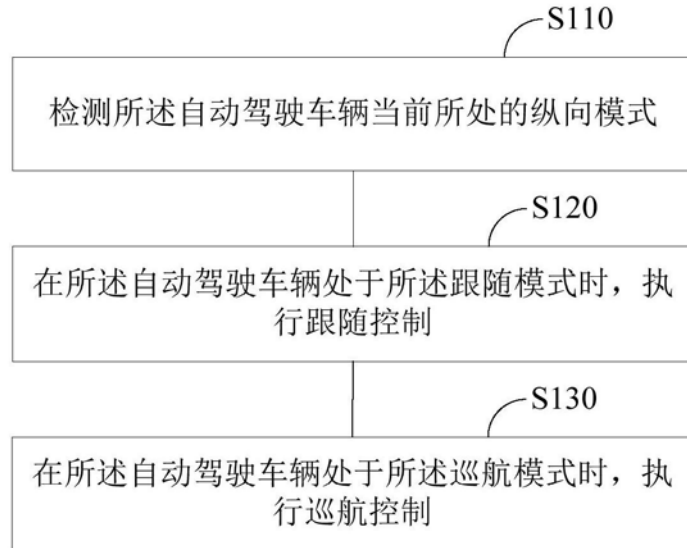 S110
检测所述自动驾驶车辆当前所处的纵向模式
S120
在所述自动驾驶车辆处于所述跟随模式时，执
行跟随控制
S130
在所述自动驾驶车辆处于所述巡航模式时，执
行巡航控制